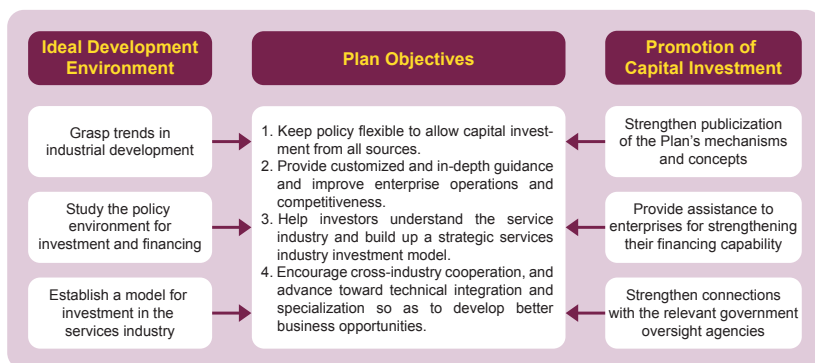 Ideal Development
Environment
Grasp trends in
industrial development
Study the policy
environment for
investment and financing
Establish a model for
investment in the
services industry
Plan Objectives
1. Keep policy flexible to allow capital invest-
ment from all sources.
2. Provide customized and in-depth guidance
and improve enterprise operations and
competitiveness.
3. Help investors understand the service
industry and build up a strategic services
industry investment model.
4. Encourage cross-industry cooperation, and
advance toward technical integration and
specialization so as to develop better
business opportunities.
Promotion of
Capital Investment
Strengthen publicization
of the Plan's mechanisms
and concepts
Provide assistance to
enterprises for strengthening
their financing capability
Strengthen connections
with the relevant government
oversight agencies